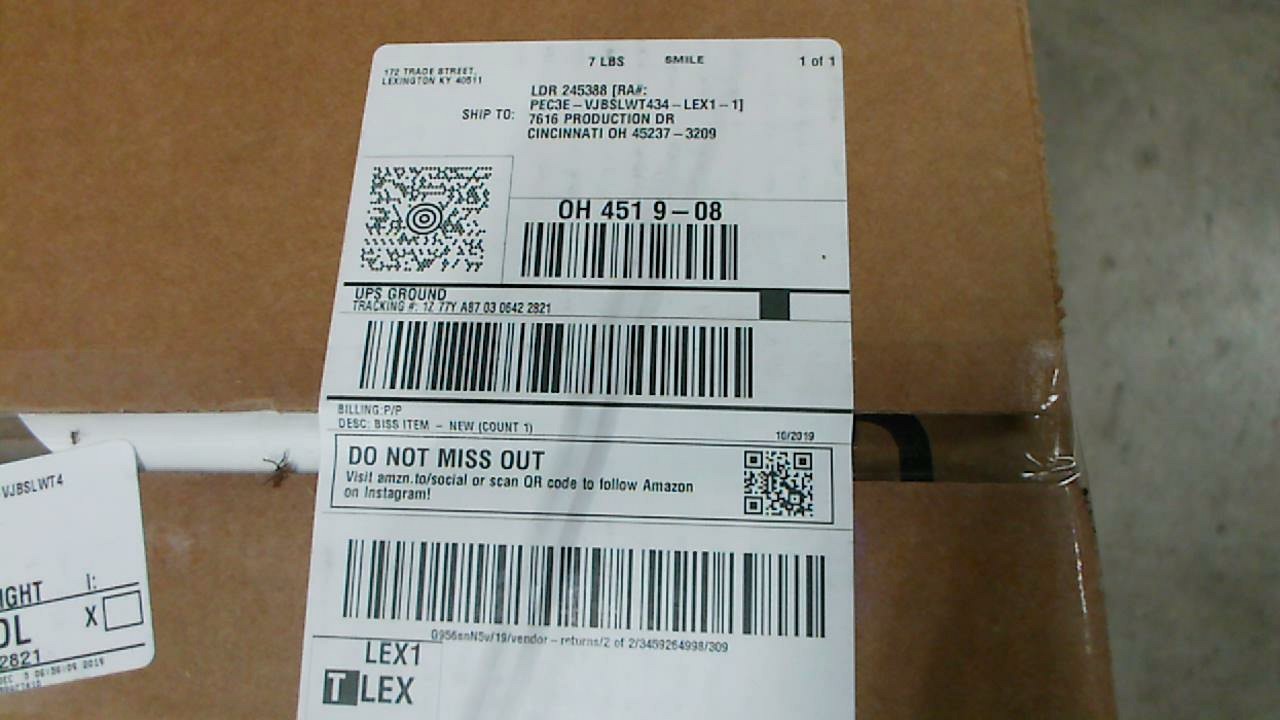 7 LBS SMILE 1 of 1
172 TRADE STREET,
LEXINGTON KY 40511
LDR 245388 [RA#:
PEC3E-VJBSLWT434-LEX1-1]
SHIP TO: 7616 PRODUCTION DR
CINCINNATI OH 45237-3209
OH 451 9-08
UPS GROUND
TRACKING #: 1Z 77Y A87 03 0642 2821
BILLING:P/P
DESC: BISS ITEM - NEW (COUNT 1)
10/2019
DO NOT MISS OUT
Visit amzn.to/social or scan QR code to follow Amazon
on Instagram!
vendor-returns/2 of 2/3459264998/309
LEX1
T LEX
VJBSLWT4
IGHT I:
OL X
2821